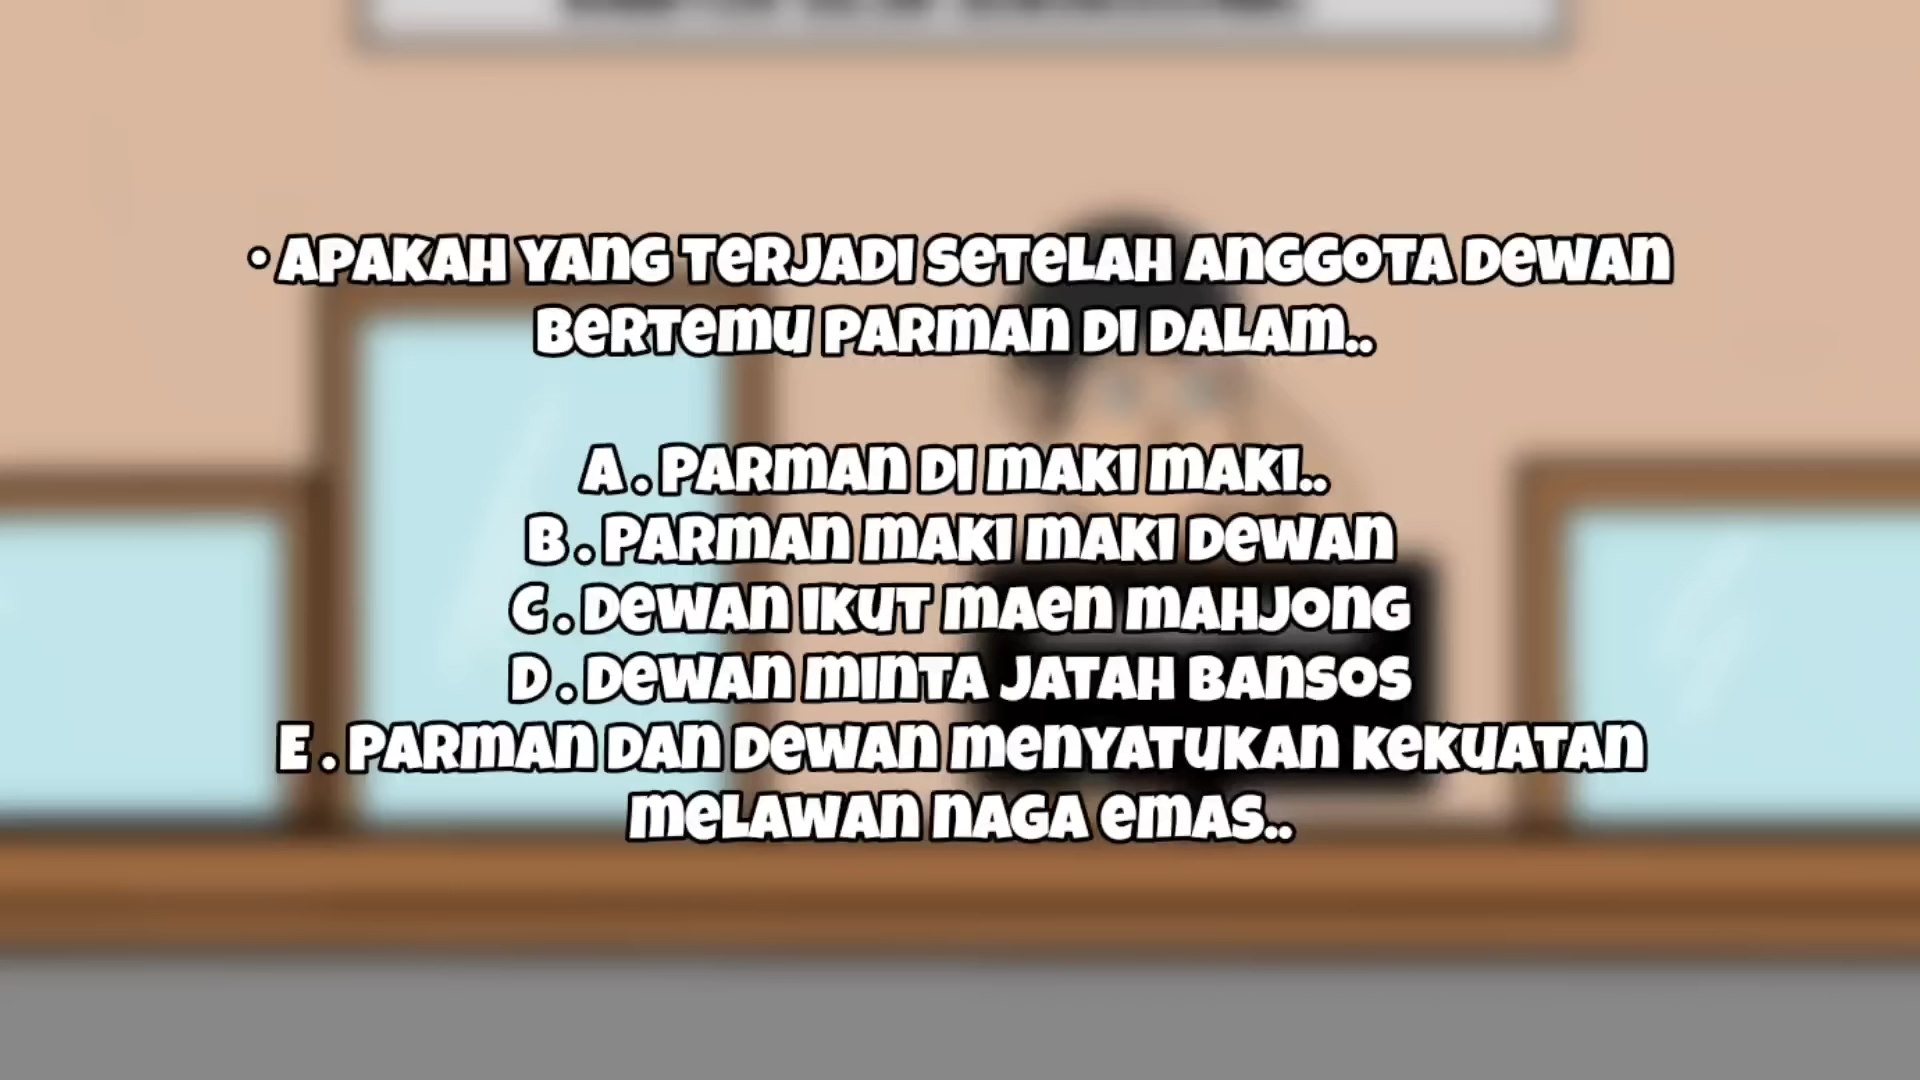 • APAKAH YANG TERJADI SETELAH ANGGOTA DEWAN
BERTEMU PARMAN DI DALAM..
A . PARMAN DI MAKI MAKI..
B . PARMAN MAKI MAKI DEWAN
C . DEWAN IKUT MAEN MAHJONG
D . DEWAN MINTA JATAH BANSOS
E . PARMAN DAN DEWAN MENYATUKAN KEKUATAN
MELAWAN NAGA EMAS..